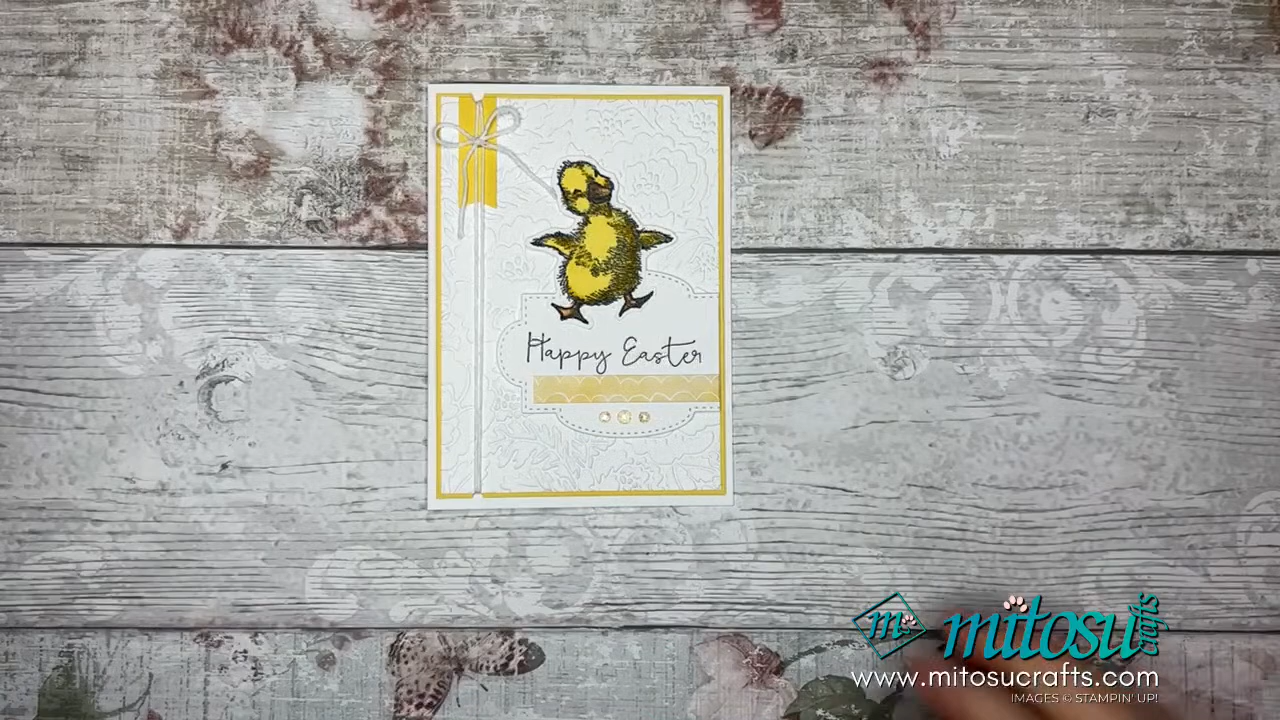 Happy Easter
m
mitosu crafts
www.mitosucrafts.com
IMAGES © STAMPIN' UP!